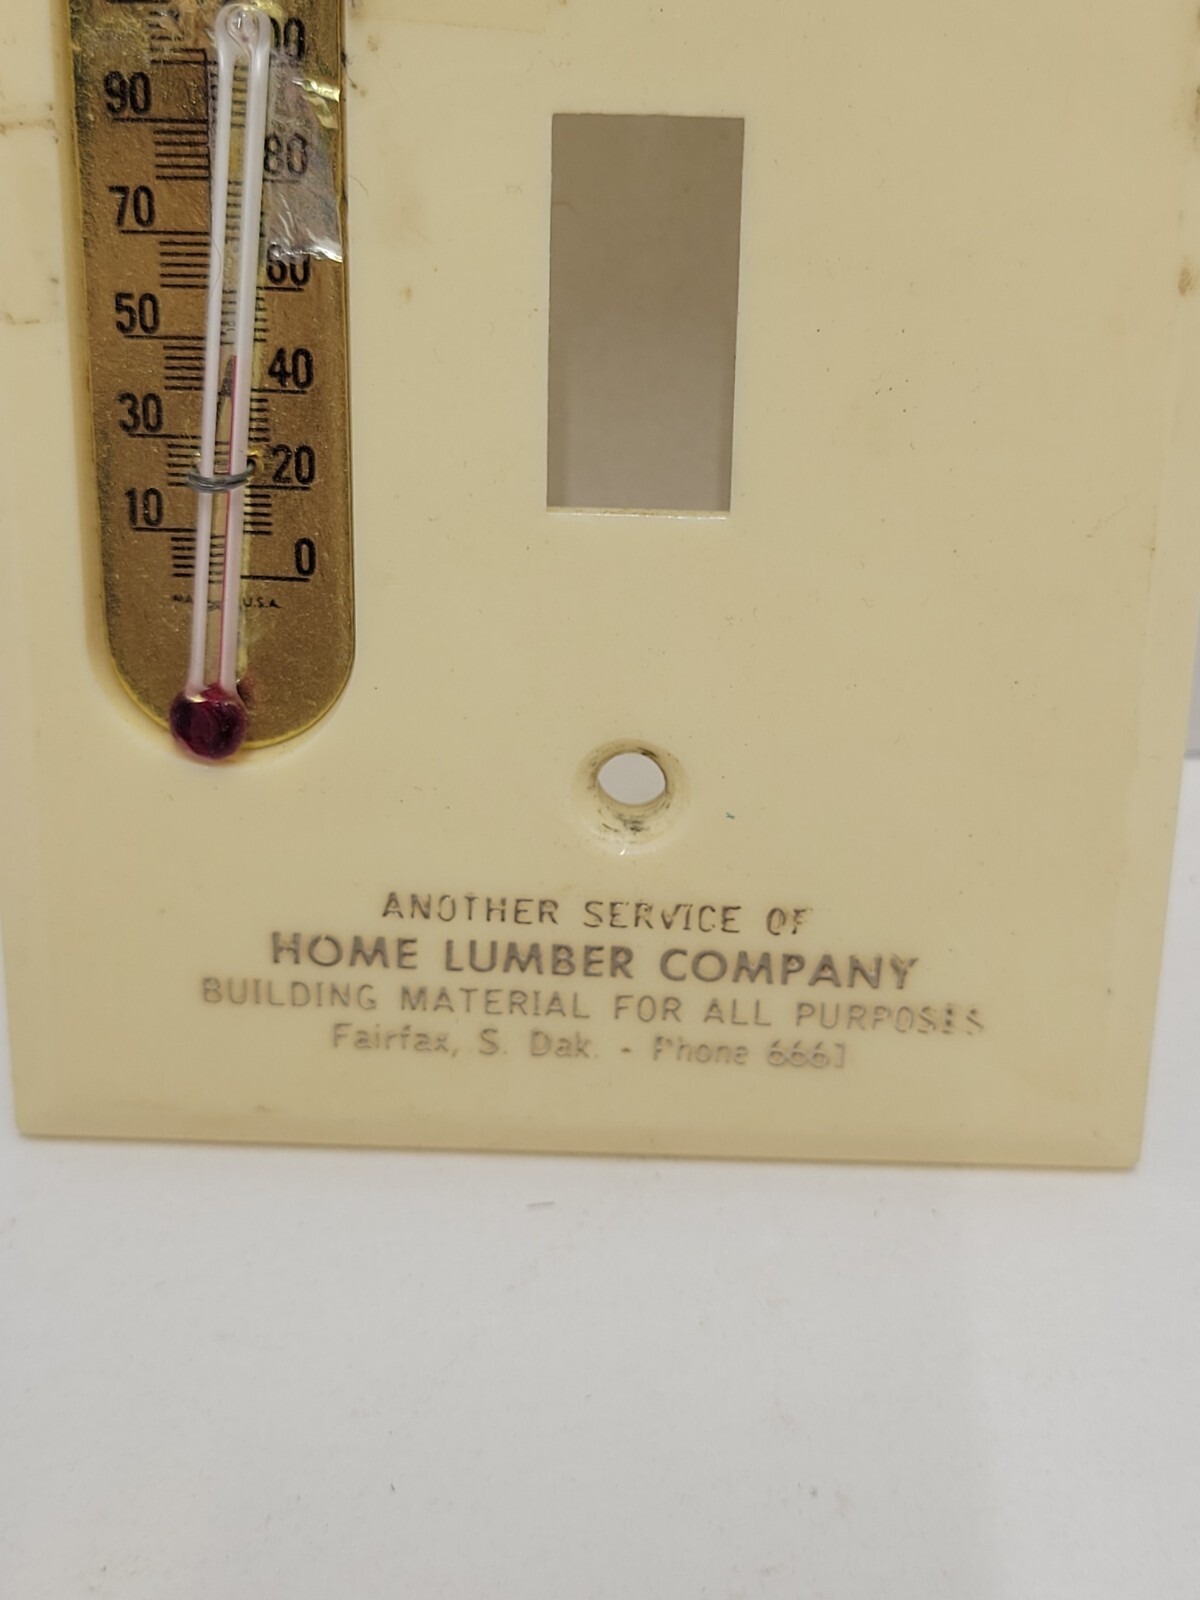 90
80
70
60
50
40
30
20
10
0
U.S.A.
ANOTHER SERVICE OF
HOME LUMBER COMPANY
BUILDING MATERIAL FOR ALL PURPOSES
Fairfax, S. Dak. - Phone 6661